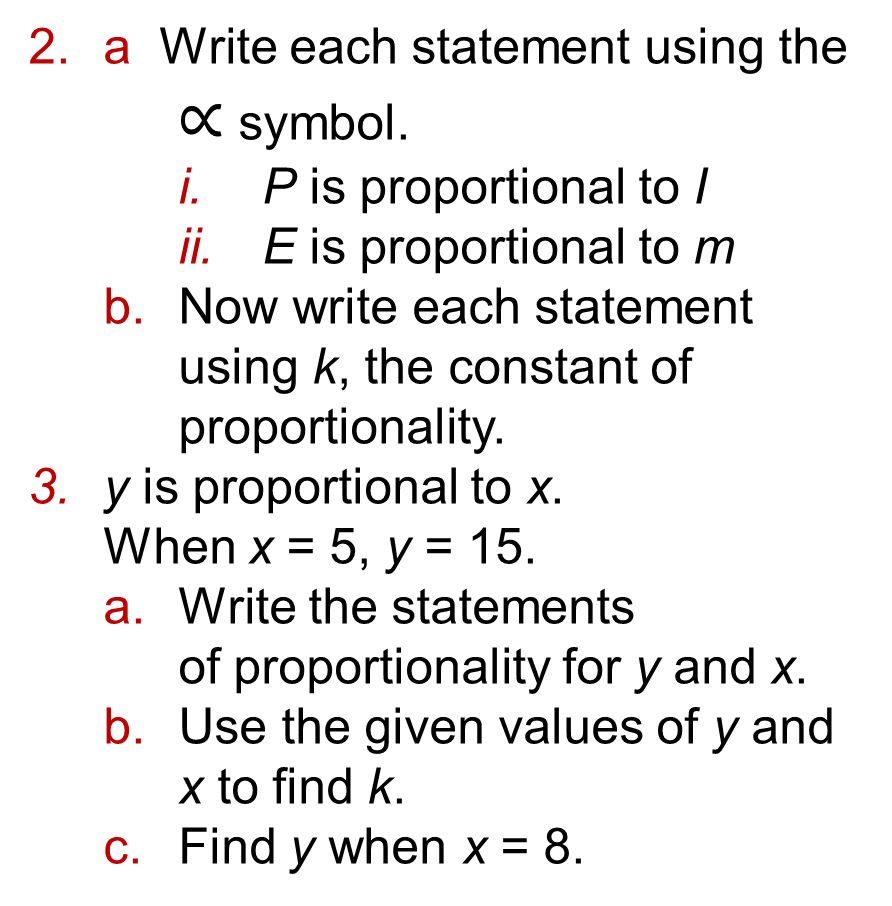 2. a Write each statement using the
∝ symbol.
i. P is proportional to l
ii. E is proportional to m
b. Now write each statement
using k, the constant of
proportionality.
3. y is proportional to x.
When x = 5, y = 15.
a. Write the statements
of proportionality for y and x.
b. Use the given values of y and
x to find k.
c. Find y when x = 8.